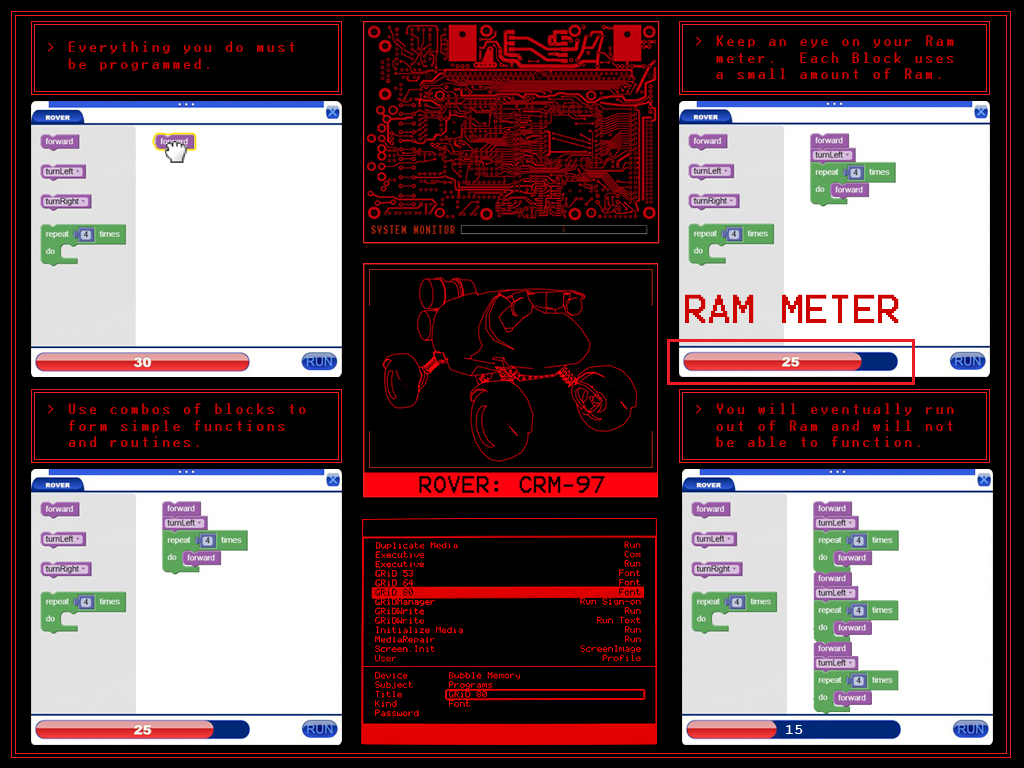 > Everything you do must
be programmed.
ROVER
forward
forward
turnLeft
turnRight
repeat 4 times
do
30
RUN
> Use combos of blocks to
form simple functions
and routines.
ROVER
forward
turnLeft
turnRight
repeat 4 times
do
forward
turnLeft
repeat 4 times
do forward
25
RUN
SYSTEM MONITOR
ROVER: CRM-97
Duplicate Media Run
Executive Com
Executive Run
GRiD 53 Font
GRiD 64 Font
GRiD 80 Font
GRiDManager Run Sign-on
GRiDWrite Run
GRiDWrite Run Text
Initialize Media Run
MediaRepair Run
Screen.Init ScreenImage
User Profile
Device Bubble Memory
Subject Programs
Title GRiD 80
Kind Font
Password
> Keep an eye on your Ram
meter. Each Block uses
a small amount of Ram.
ROVER
forward
turnLeft
turnRight
repeat 4 times
do
forward
turnLeft
repeat 4 times
do forward
RAM METER
25
RUN
> You will eventually run
out of Ram and will not
be able to function.
ROVER
forward
turnLeft
turnRight
repeat 4 times
do
forward
turnLeft
repeat 4 times
do forward
forward
turnLeft
repeat 4 times
do forward
forward
turnLeft
repeat 4 times
do forward
15
RUN